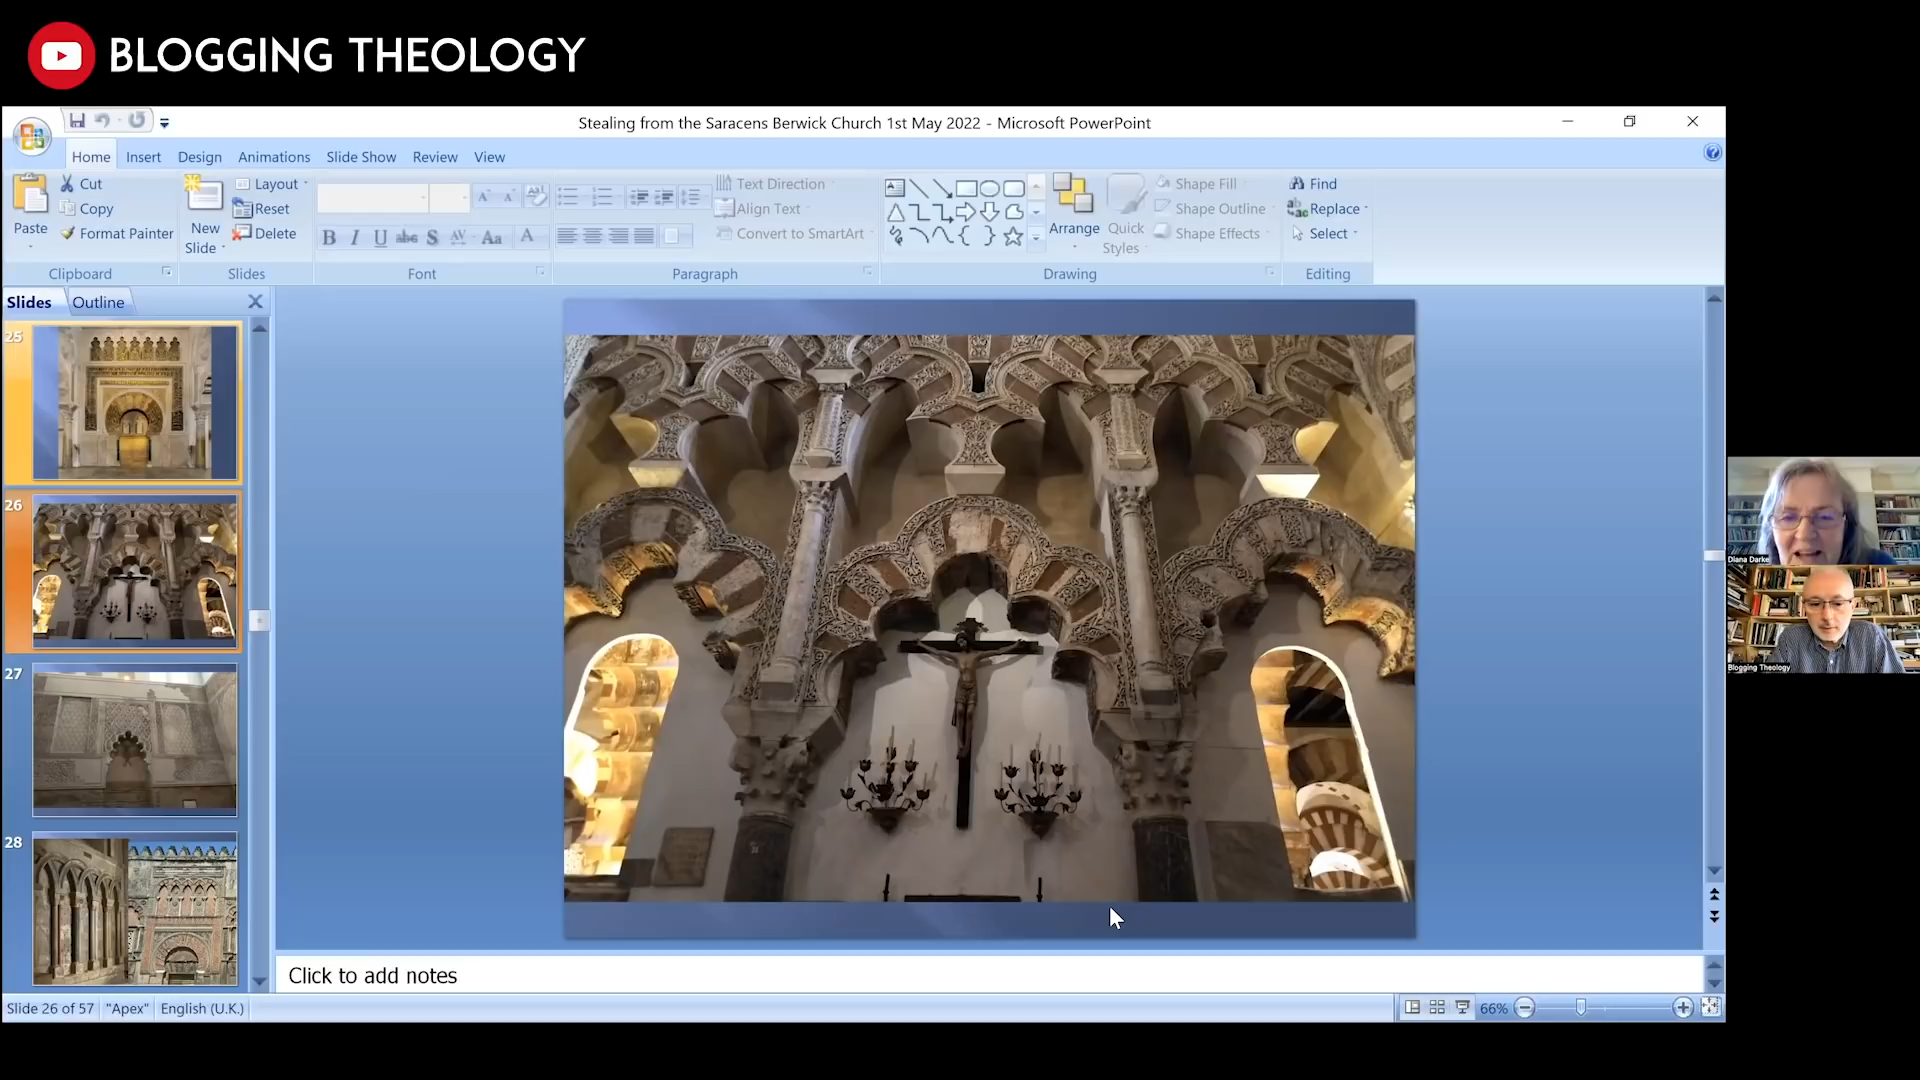 BLOGGING THEOLOGY
Stealing from the Saracens Berwick Church 1st May 2022 - Microsoft PowerPoint
Home Insert Design Animations Slide Show Review View
Paste
Cut
Copy
Format Painter
Clipboard
New
Slide
Layout
Reset
Delete
Slides
B I U abc S AV Aa A
Font
Text Direction
Align Text
Convert to SmartArt
Paragraph
Arrange
Quick
Styles
Shape Fill
Shape Outline
Shape Effects
Drawing
Find
Replace
Select
Editing
Slides Outline
25
26
27
28
Diana Darke
Blogging Theology
Click to add notes
Slide 26 of 57 "Apex" English (U.K.) 66%